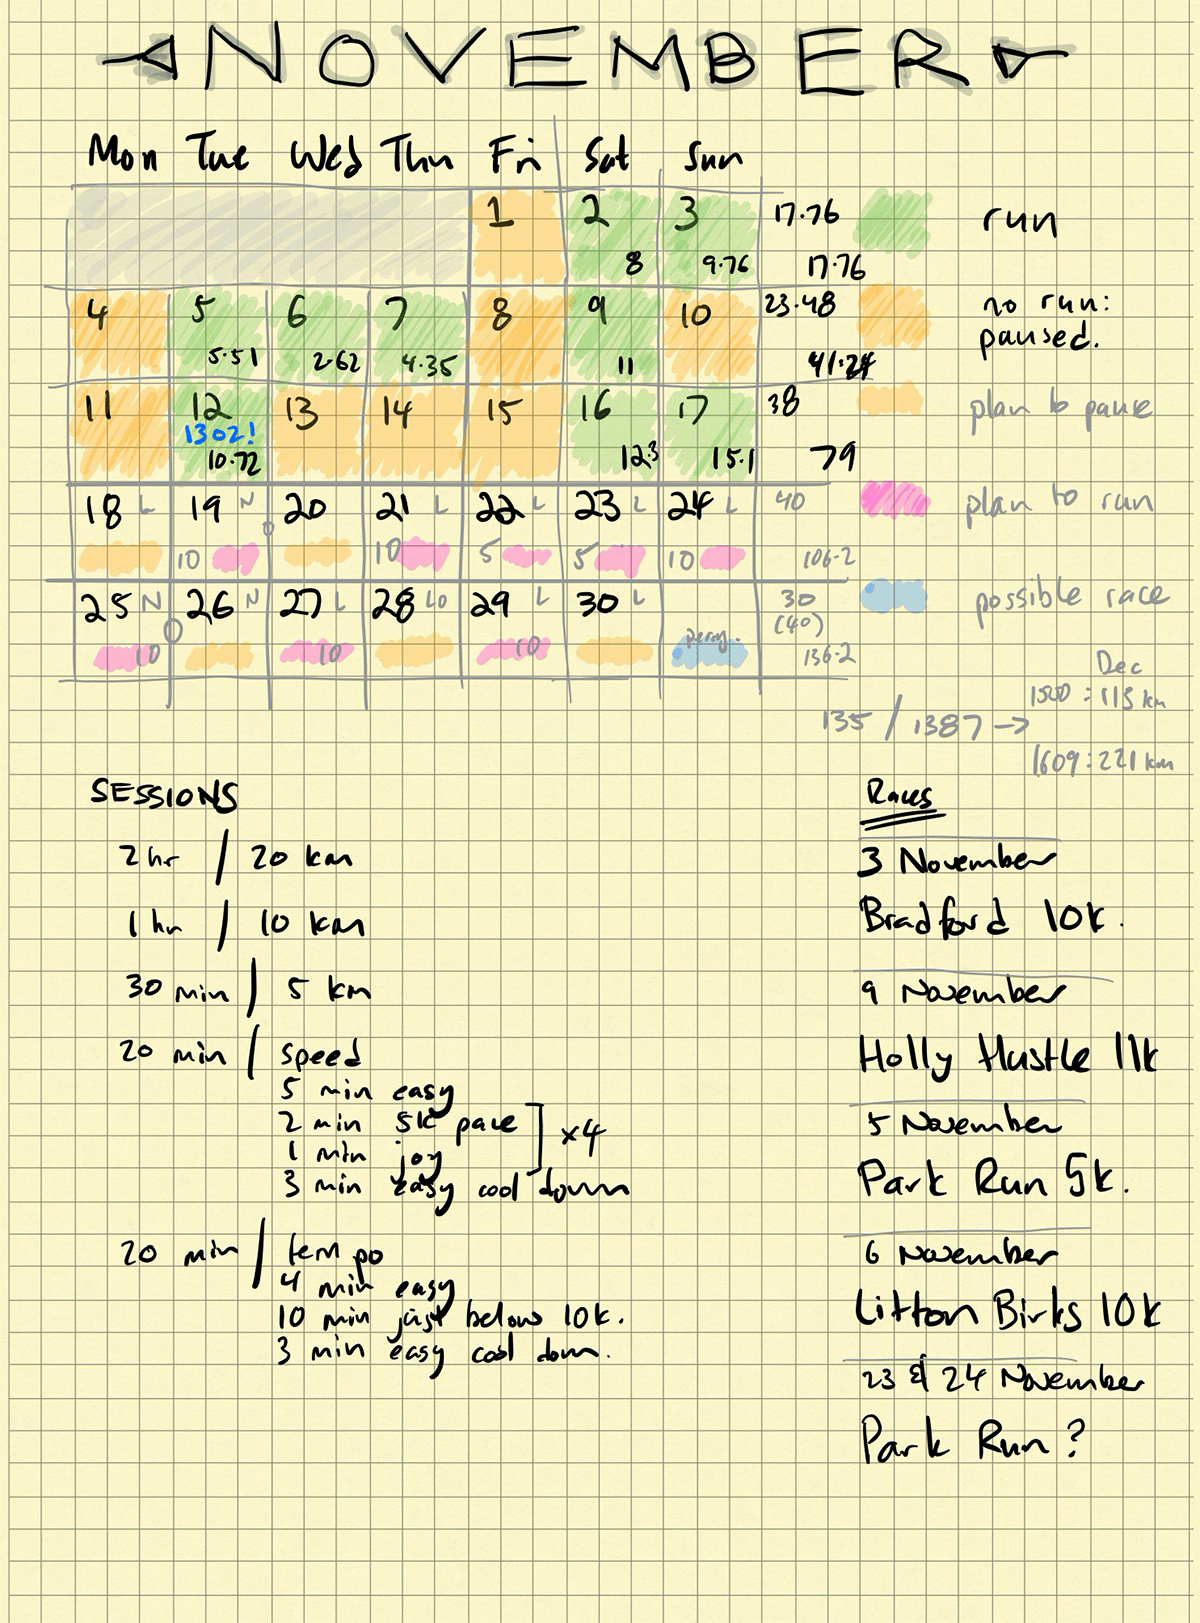 NOVEMBER
Mon Tue Wed Thu Fri Sat Sun
1 2 3 17.76
8 9.76 17.76
4 5 6 7 8 9 10 23.48
5.51 2.62 4.35 11 41.24
11 12 13 14 15 16 17 38
1302!
10.72 12.3 15.1 79
18 L 19 N 20 21 L 22 L 23 L 24 L 40
10 10 5 5 10 106.2
25 N 26 N 27 L 28 Lo 29 L 30 L 30
(40)
10 10 10 136.2
run
no run:
paused.
plan to pause
plan to run
possible race
Dec
1500 : 113 km
135 / 1387 →
1609 : 221 km
SESSIONS
2 hr / 20 km
1 hr / 10 km
30 min / 5 km
20 min / speed
5 min easy
2 min 5k pace
1 min joy
x4
3 min easy cool down
20 min / tempo
4 min easy
10 min just below 10k.
3 min easy cool down.
Races
3 November
Bradford 10k.
9 November
Holly Hustle 11k
5 November
Park Run 5k.
6 November
Litton Birks 10k
23 & 24 November
Park Run?